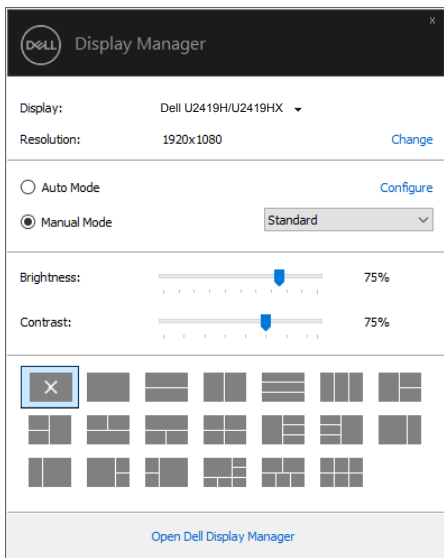 DELL Display Manager
Display: Dell U2419H/U2419HX
Resolution: 1920x1080 Change
Auto Mode Configure
Manual Mode Standard
Brightness: 75%
Contrast: 75%
Open Dell Display Manager